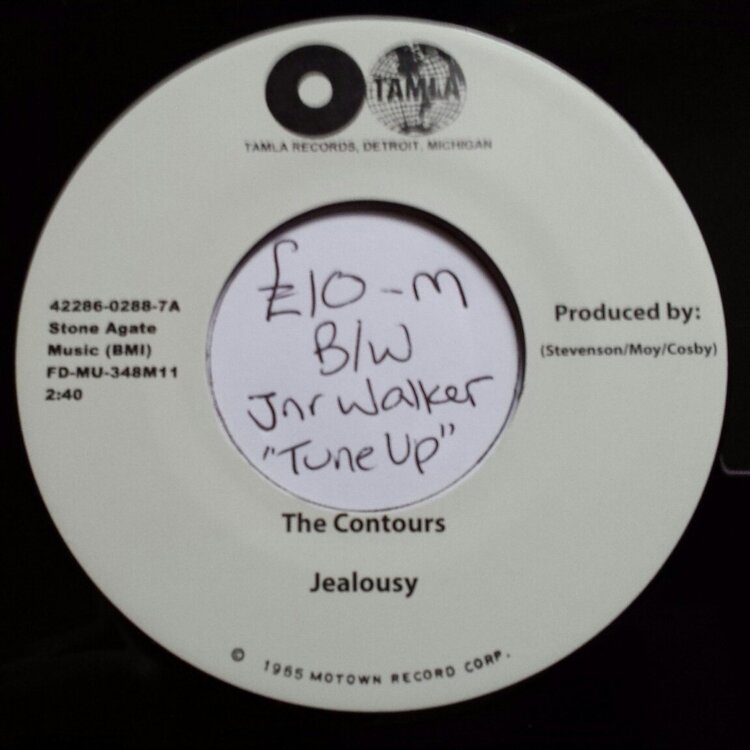 TAMLA
TAMLA RECORDS, DETROIT, MICHIGAN
42286-0288-7A
Stone Agate
Music (BMI)
FD-MU-348M11
2:40
£10 - M
B/W
Jnr Walker
"Tune Up"
Produced by:
(Stevenson/Moy/Cosby)
The Contours
Jealousy
© 1965 MOTOWN RECORD CORP.